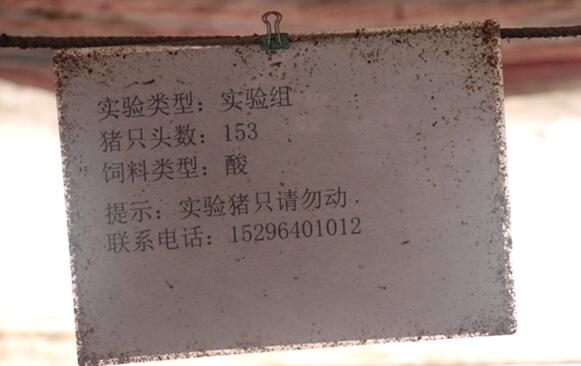 实验类型：实验组
猪只头数：153
饲料类型：酸
提示：实验猪只请勿动
联系电话：15296401012